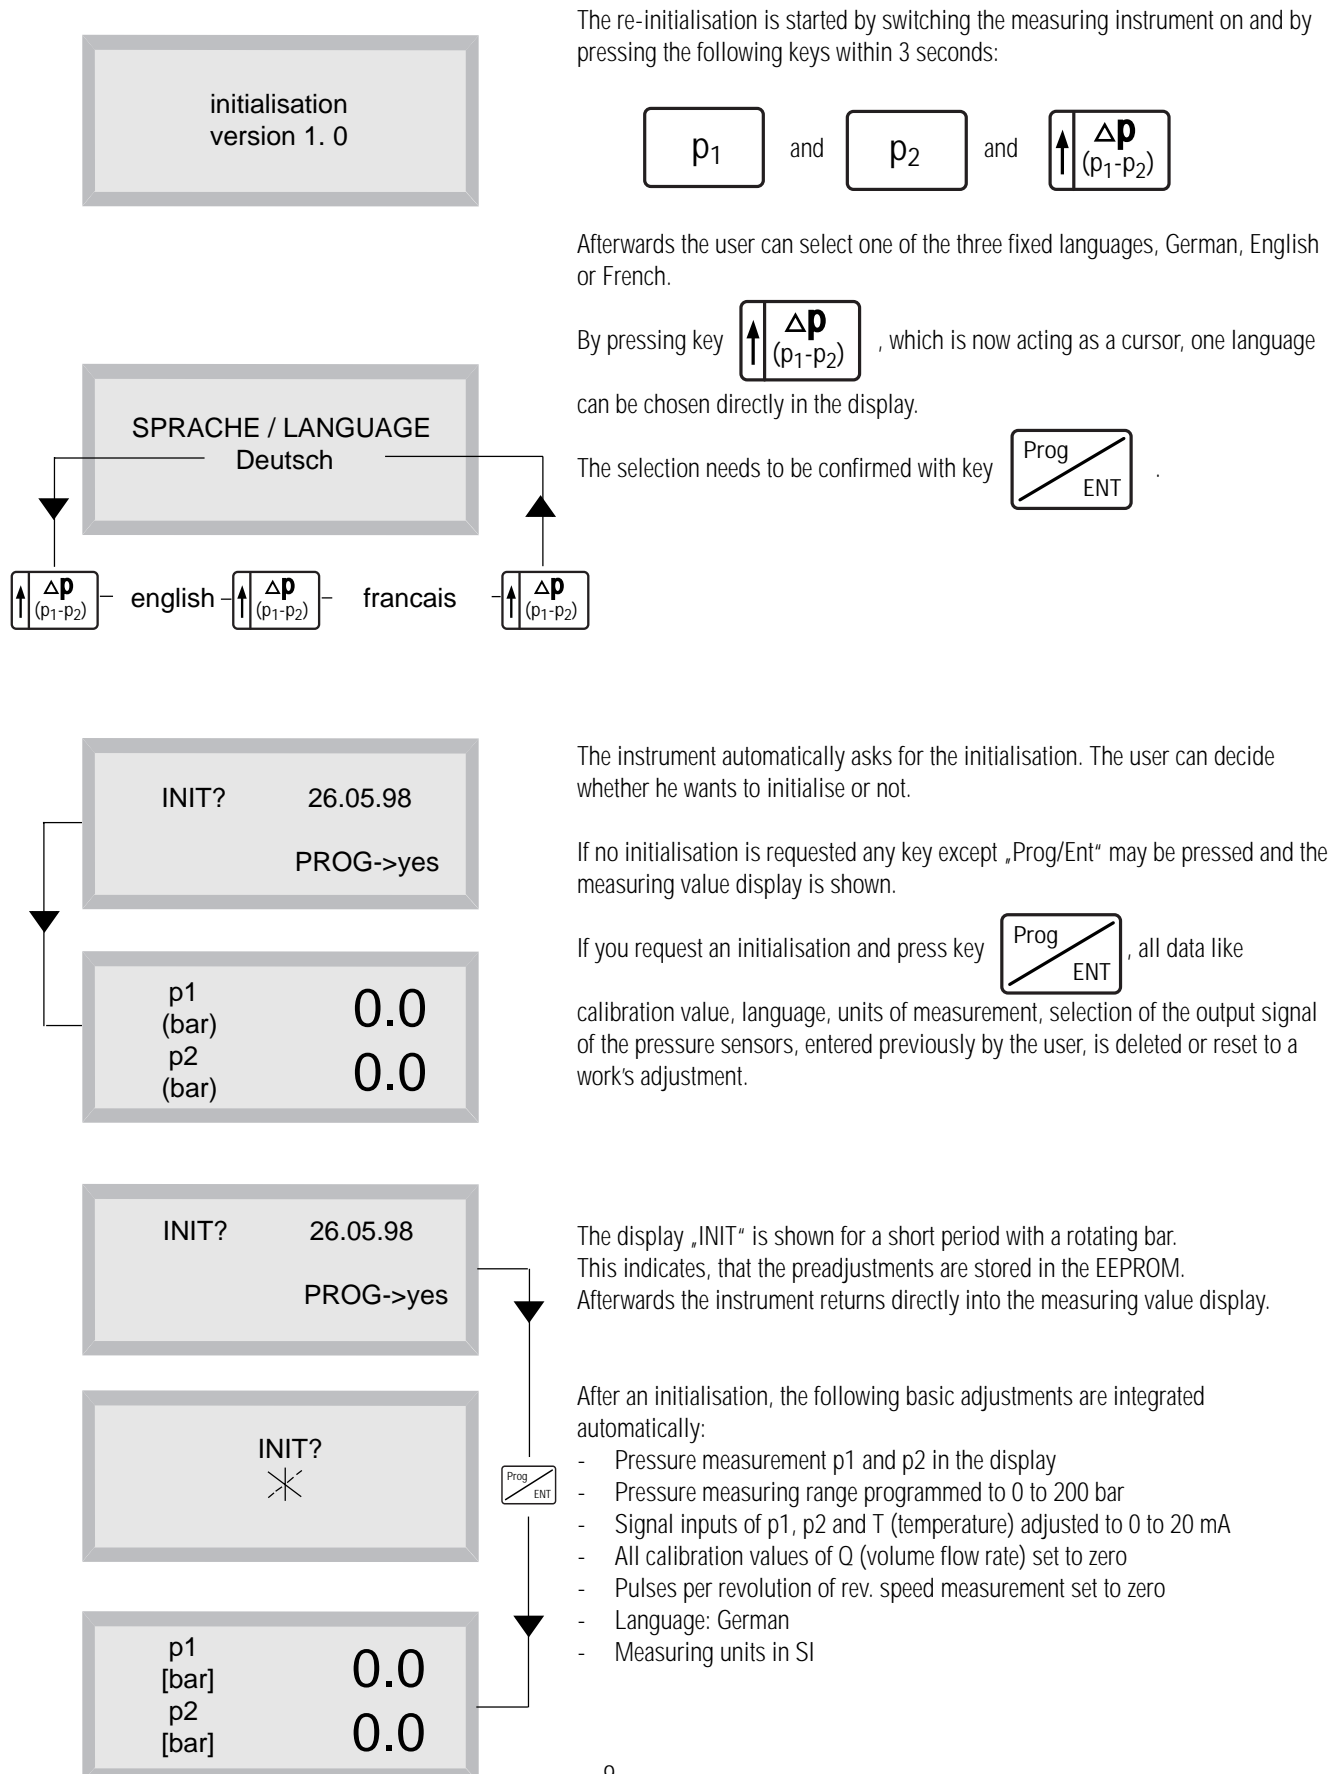 The re-initialisation is started by switching the measuring instrument on and by
pressing the following keys within 3 seconds:
initialisation
version 1. 0
p1 and p2 and ↑ △p
(p1-p2)
Afterwards the user can select one of the three fixed languages, German, English
or French.
By pressing key ↑ △p
(p1-p2) , which is now acting as a cursor, one language
can be chosen directly in the display.
SPRACHE / LANGUAGE
Deutsch
The selection needs to be confirmed with key Prog
ENT .
↑ △p
(p1-p2) – english – ↑ △p
(p1-p2) – francais – ↑ △p
(p1-p2)
INIT? 26.05.98
PROG->yes
The instrument automatically asks for the initialisation. The user can decide
whether he wants to initialise or not.
If no initialisation is requested any key except „Prog/Ent“ may be pressed and the
measuring value display is shown.
If you request an initialisation and press key Prog
ENT , all data like
calibration value, language, units of measurement, selection of the output signal
of the pressure sensors, entered previously by the user, is deleted or reset to a
work's adjustment.
p1
(bar) 0.0
p2
(bar) 0.0
INIT? 26.05.98
PROG->yes
The display „INIT“ is shown for a short period with a rotating bar.
This indicates, that the preadjustments are stored in the EEPROM.
Afterwards the instrument returns directly into the measuring value display.
INIT?
Prog
ENT
After an initialisation, the following basic adjustments are integrated
automatically:
- Pressure measurement p1 and p2 in the display
- Pressure measuring range programmed to 0 to 200 bar
- Signal inputs of p1, p2 and T (temperature) adjusted to 0 to 20 mA
- All calibration values of Q (volume flow rate) set to zero
- Pulses per revolution of rev. speed measurement set to zero
- Language: German
- Measuring units in SI
p1
[bar] 0.0
p2
[bar] 0.0